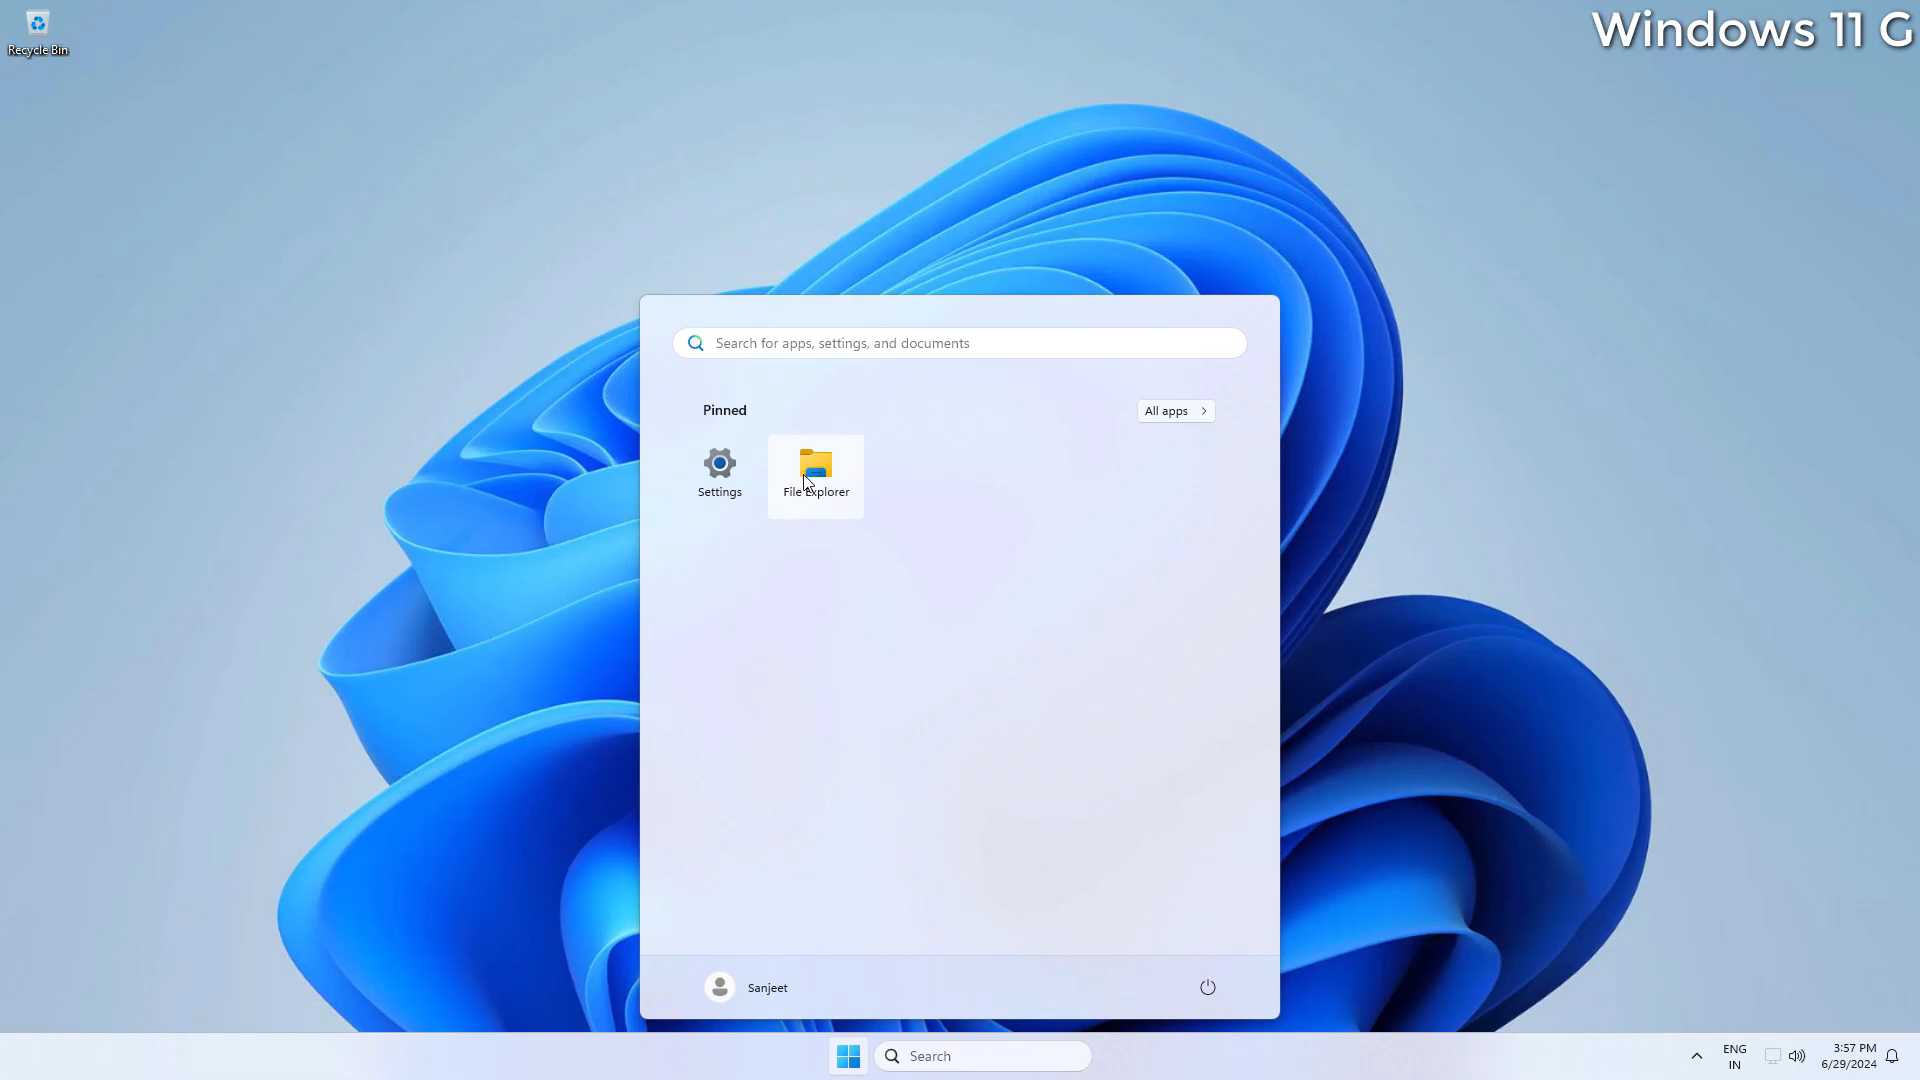 Recycle Bin
Windows 11 G
Search for apps, settings, and documents
Pinned
All apps
Settings
File Explorer
Sanjeet
Search
ENG
IN
3:57 PM
6/29/2024